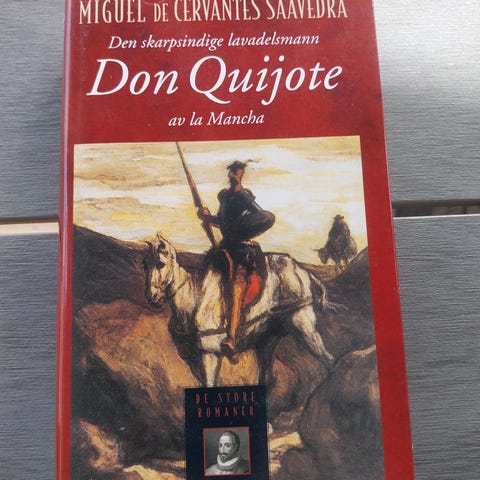 MIGUEL DE CERVANTES SAAVEDRA
Den skarpsindige lavadelsmann
Don Quijote
av la Mancha
DE STORE
ROMANER